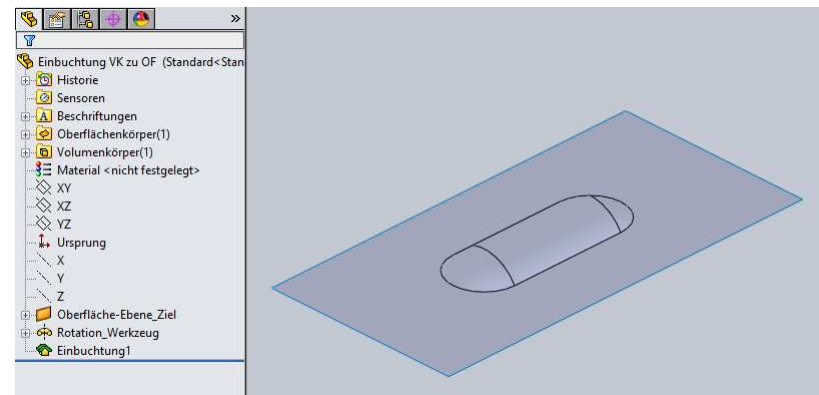 »
Einbuchtung VK zu OF (Standard<Stan
Historie
Sensoren
A Beschriftungen
Oberflächenkörper(1)
Volumenkörper(1)
Material <nicht festgelegt>
XY
XZ
YZ
Ursprung
X
Y
Z
Oberfläche-Ebene_Ziel
Rotation_Werkzeug
Einbuchtung1